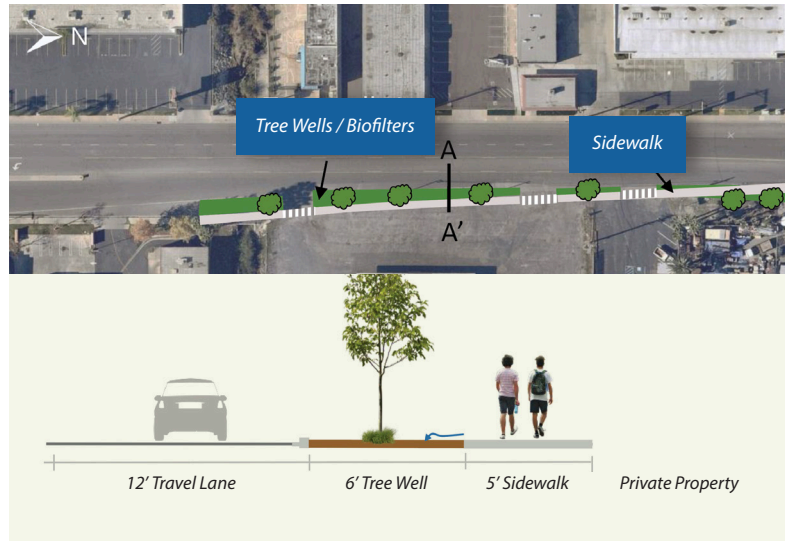 N
Tree Wells / Biofilters
Sidewalk
A
A’
12’ Travel Lane
6’ Tree Well
5’ Sidewalk
Private Property